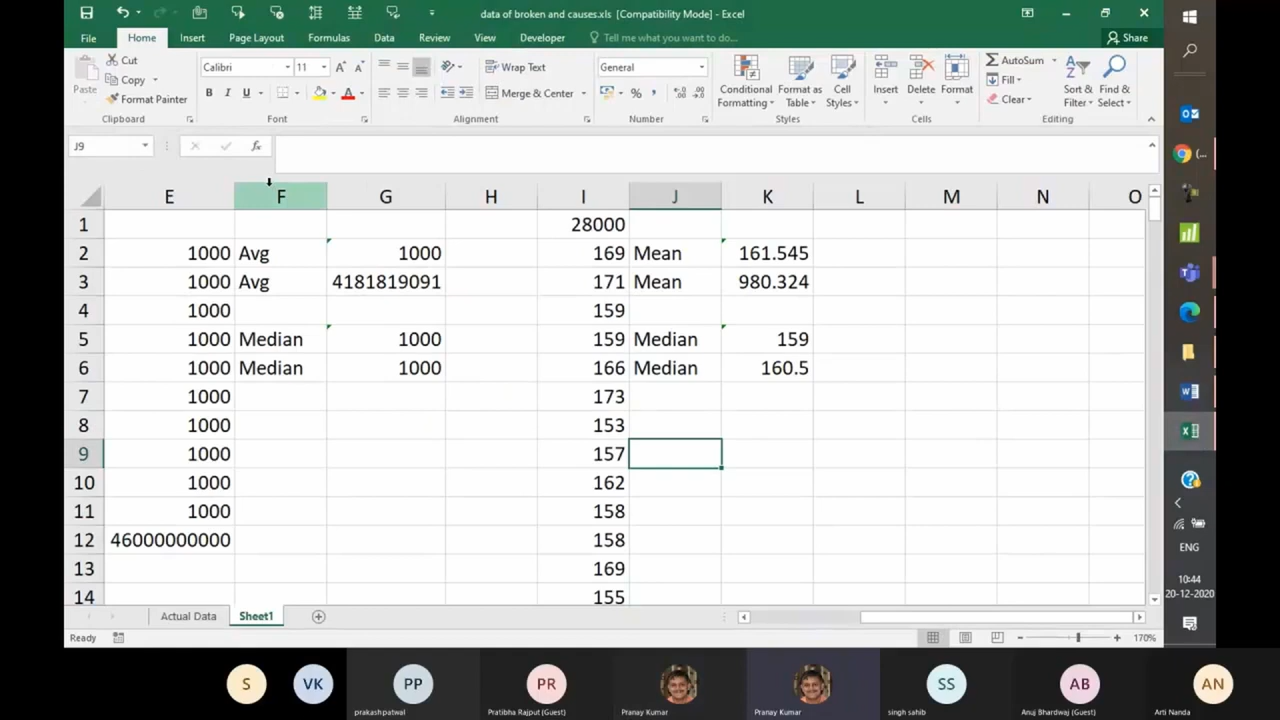 data of broken and causes.xls [Compatibility Mode] - Excel
File Home Insert Page Layout Formulas Data Review View Developer Tell me what you want to do... Share
Cut
Copy
Format Painter
Paste
Calibri 11
B I U
Wrap Text
Merge & Center
General
%
Conditional Formatting
Format as Table
Cell Styles
Insert
Delete
Format
AutoSum
Fill
Clear
Sort & Filter
Find & Select
Clipboard Font Alignment Number Styles Cells Editing
J9 fx
E F G H I J K L M N O
1 28000
2 1000 Avg 1000 169 Mean 161.545
3 1000 Avg 4181819091 171 Mean 980.324
4 1000 159
5 1000 Median 1000 159 Median 159
6 1000 Median 1000 166 Median 160.5
7 1000 173
8 1000 153
9 1000 157
10 1000 162
11 1000 158
12 46000000000 158
13 169
14 155
Actual Data Sheet1
Ready 170%
ENG
10:44
20-12-2020
S VK PP PR SS AB AN
prakash patwal Pratibha Rajput (Guest) Pranay Kumar Pranay Kumar singh sahib Anuj Bhardwaj (Guest) Arti Nanda